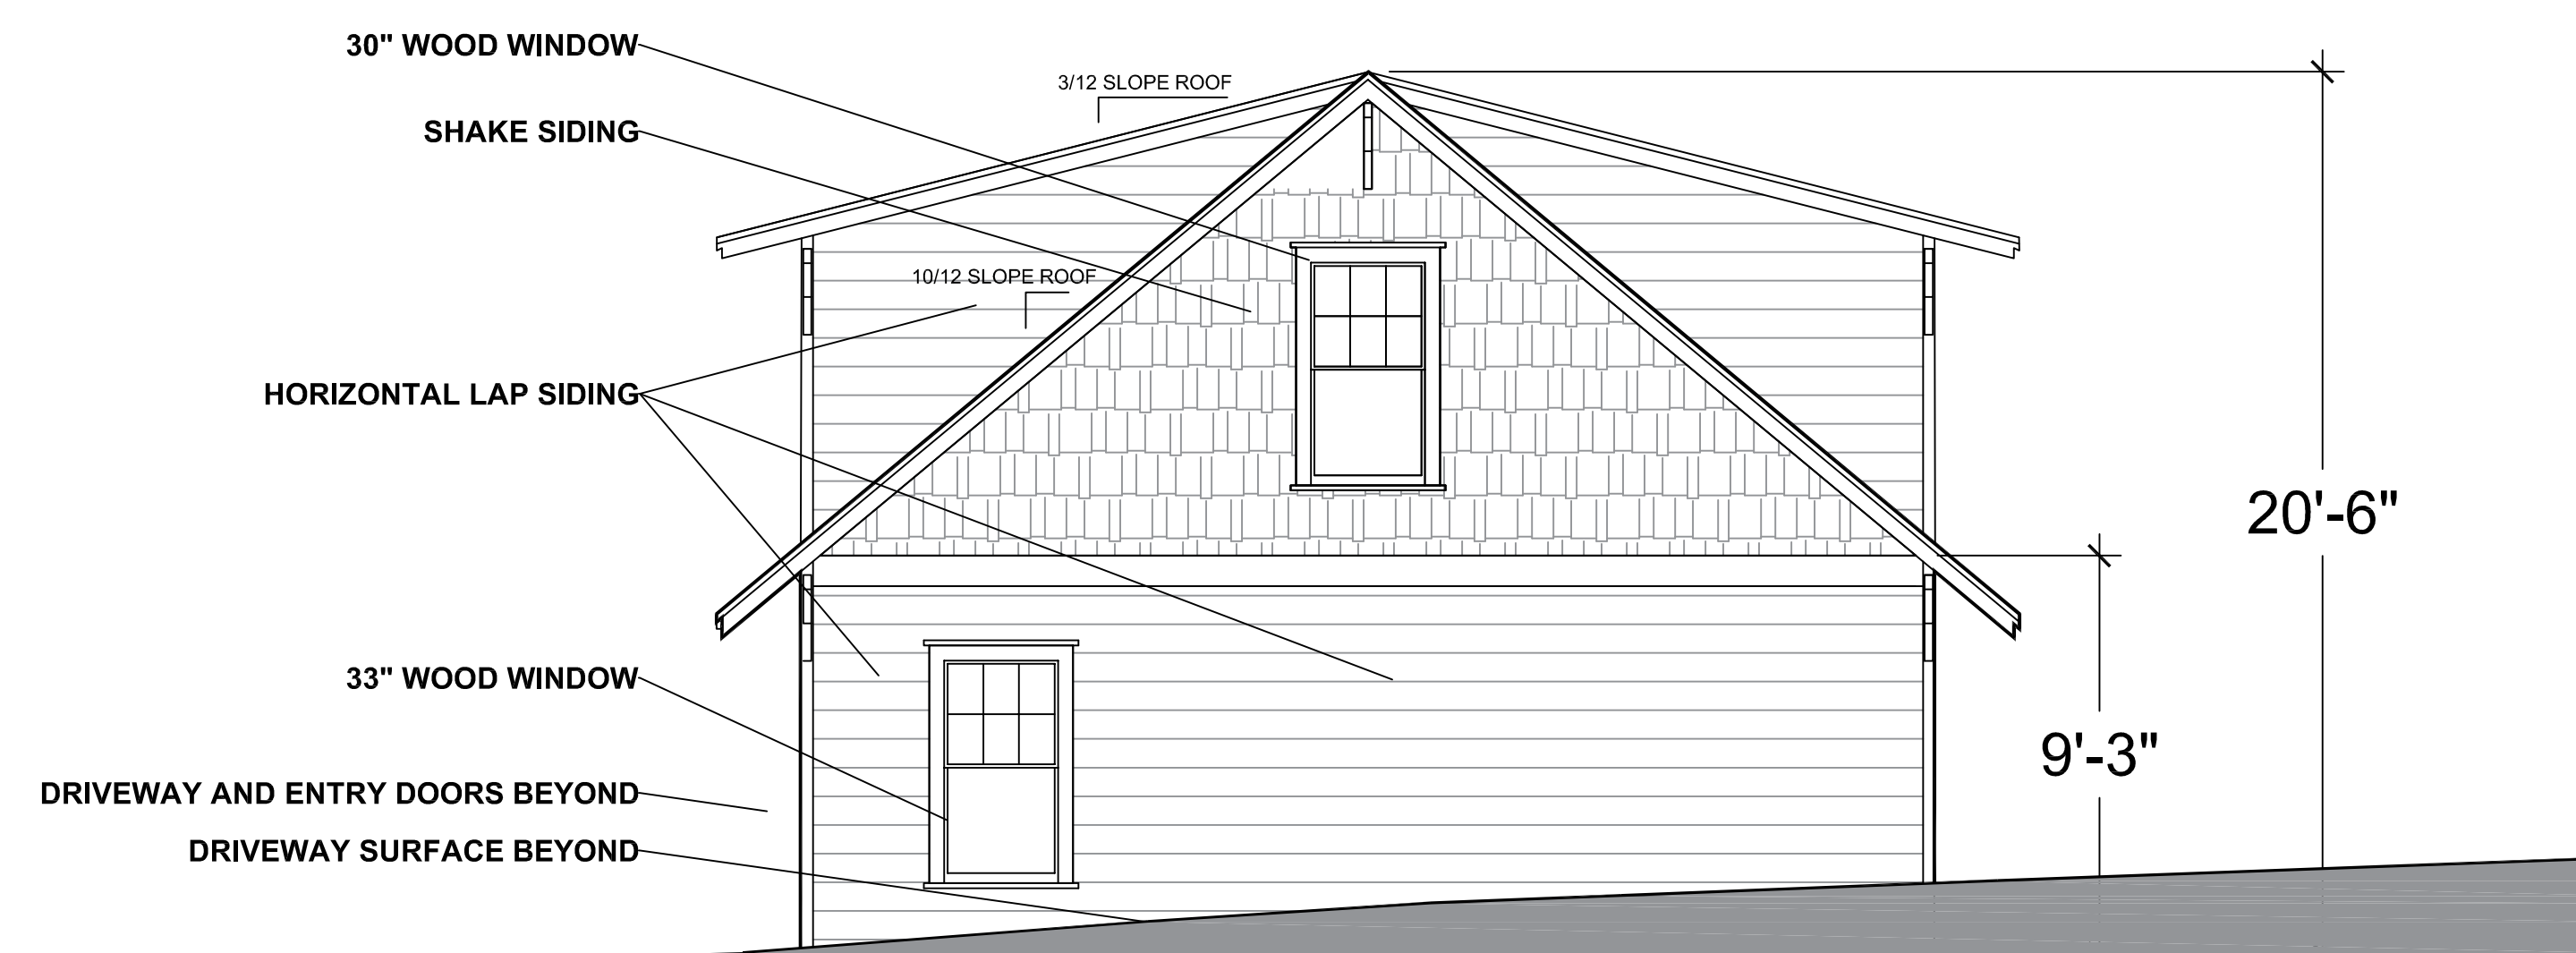 30" WOOD WINDOW
3/12 SLOPE ROOF
SHAKE SIDING
10/12 SLOPE ROOF
HORIZONTAL LAP SIDING
20'-6"
33" WOOD WINDOW
9'-3"
DRIVEWAY AND ENTRY DOORS BEYOND
DRIVEWAY SURFACE BEYOND